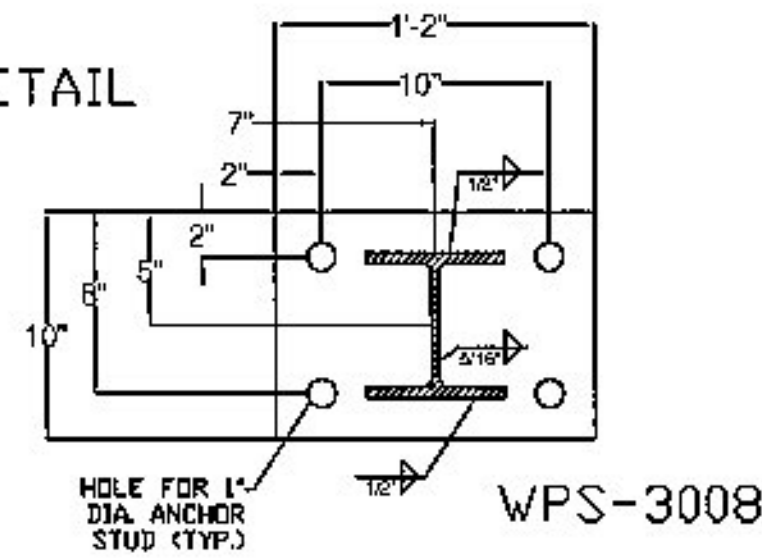 1'-2"
ETAIL
10"
7"
2"
1/2"
2"
5"
8"
10"
5/16"
HOLE FOR 1"
DIA. ANCHOR
STUD (TYP.)
1/2"
WPS-3008